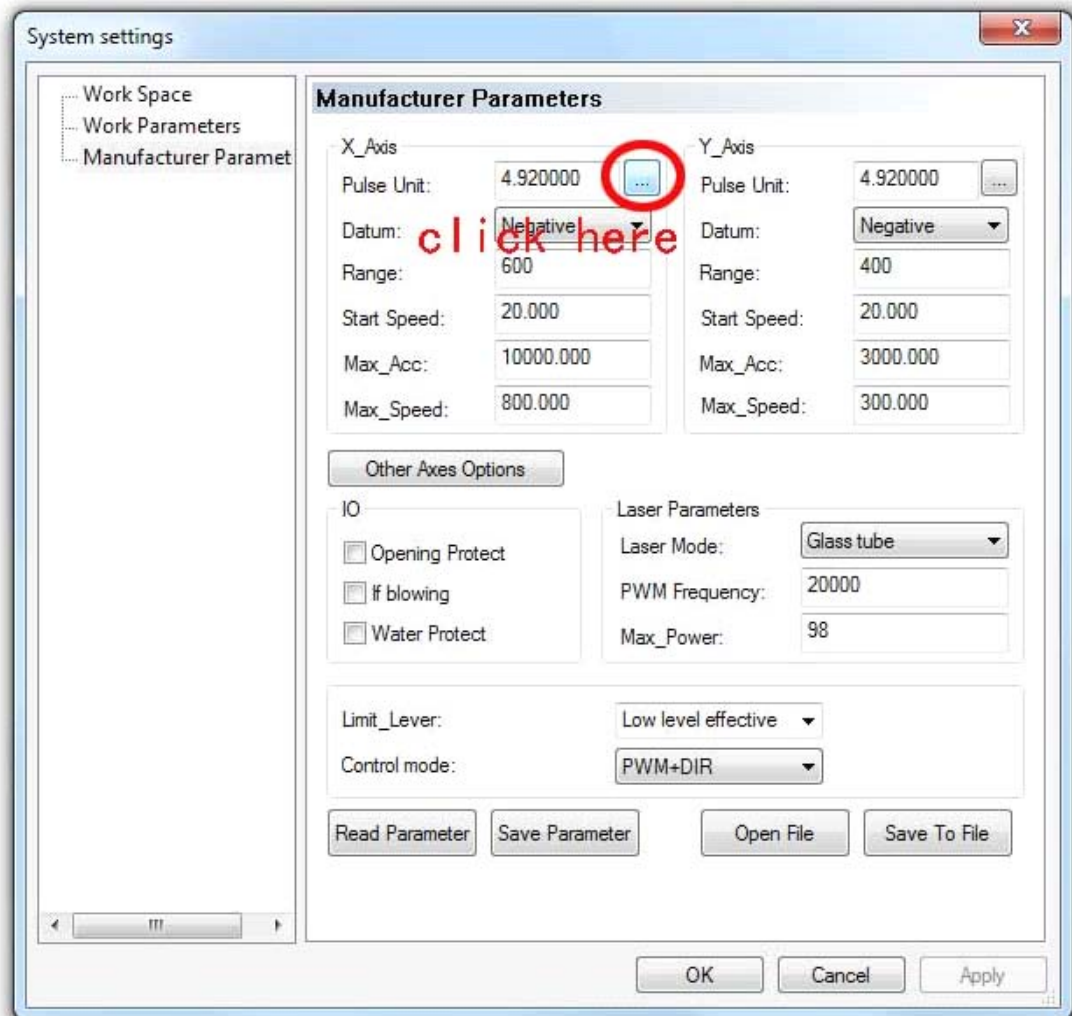 System settings
X
Work Space
Work Parameters
Manufacturer Paramet
Manufacturer Parameters
X_Axis
Pulse Unit: 4.920000 ...
Datum: Negative
click here
Range: 600
Start Speed: 20.000
Max_Acc: 10000.000
Max_Speed: 800.000
Y_Axis
Pulse Unit: 4.920000 ...
Datum: Negative
Range: 400
Start Speed: 20.000
Max_Acc: 3000.000
Max_Speed: 300.000
Other Axes Options
IO
Opening Protect
If blowing
Water Protect
Laser Parameters
Laser Mode: Glass tube
PWM Frequency: 20000
Max_Power: 98
Limit_Lever: Low level effective
Control mode: PWM+DIR
Read Parameter Save Parameter Open File Save To File
OK Cancel Apply